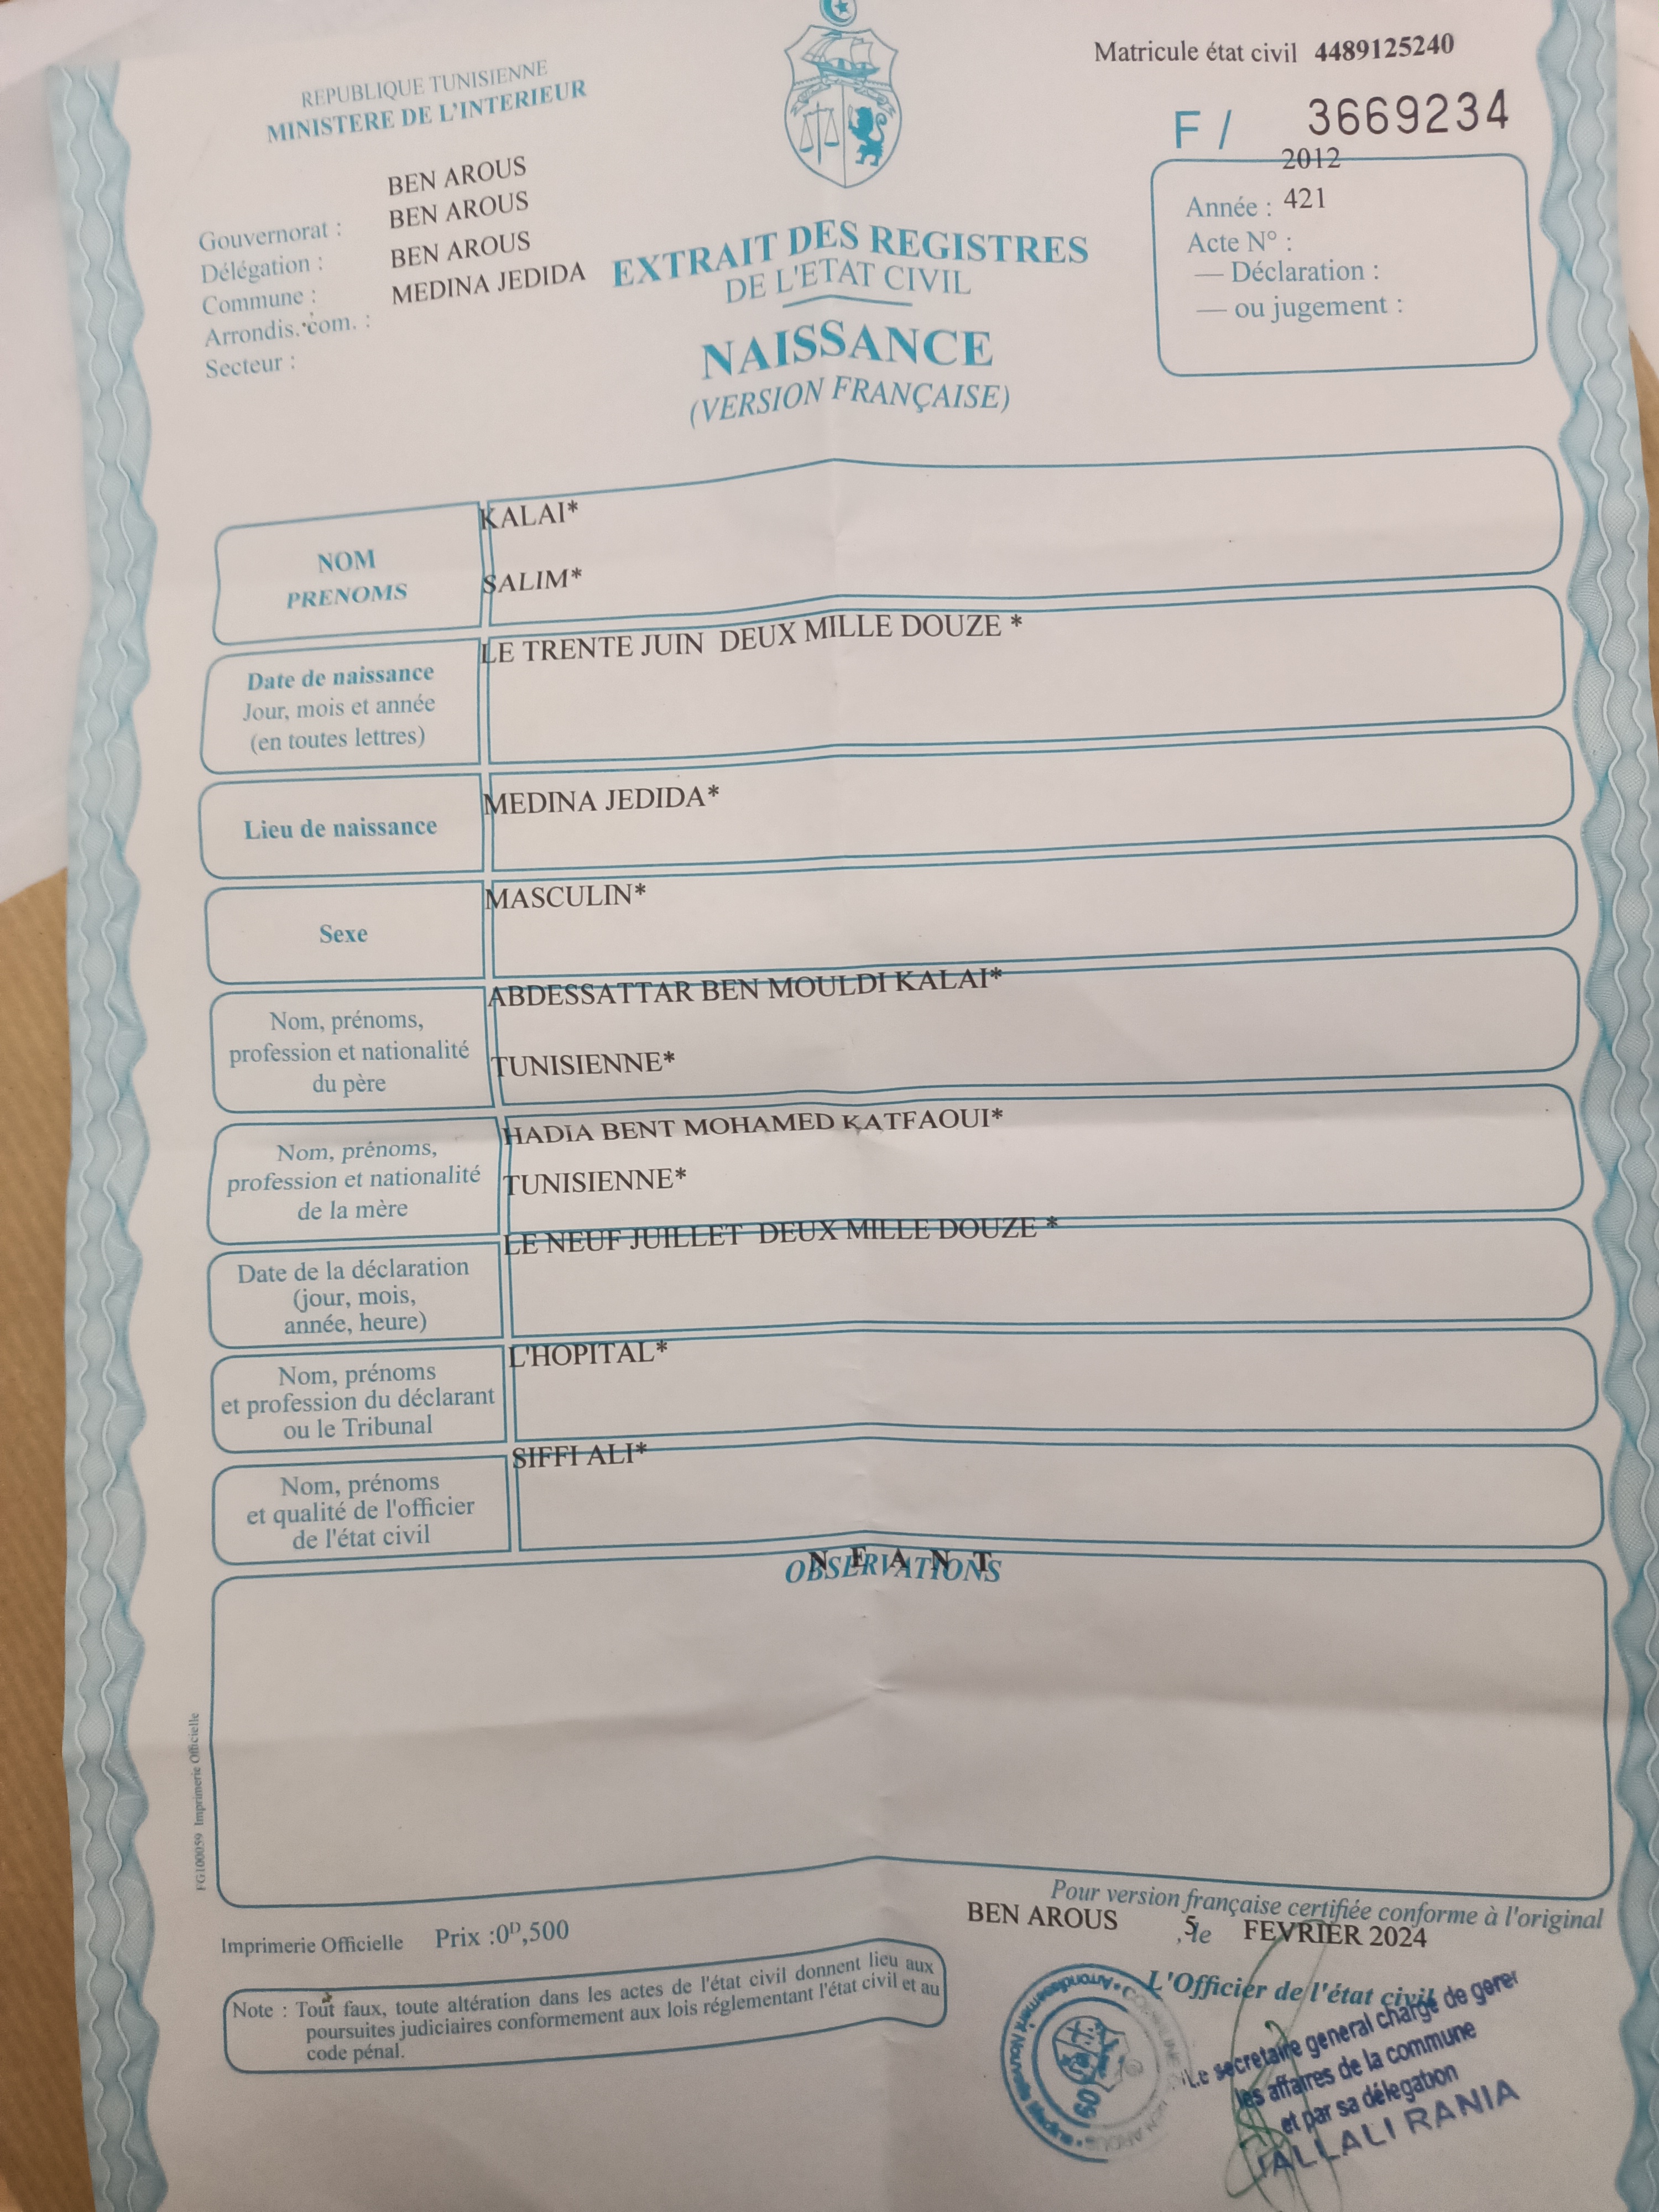 REPUBLIQUE TUNISIENNE
MINISTERE DE L'INTERIEUR
Matricule état civil 4489125240
F / 3669234
2012
Année : 421
Acte N° :
— Déclaration :
— ou jugement :
BEN AROUS
Gouvernorat : BEN AROUS
Délégation : BEN AROUS
Commune : MEDINA JEDIDA
Arrondis. com. :
Secteur :
EXTRAIT DES REGISTRES
DE L'ETAT CIVIL
NAISSANCE
(VERSION FRANÇAISE)
NOM
PRENOMS
KALAI*
SALIM*
Date de naissance
Jour, mois et année
(en toutes lettres)
LE TRENTE JUIN DEUX MILLE DOUZE *
Lieu de naissance
MEDINA JEDIDA*
Sexe
MASCULIN*
Nom, prénoms,
profession et nationalité
du père
ABDESSATTAR BEN MOULDI KALAI*
TUNISIENNE*
Nom, prénoms,
profession et nationalité
de la mère
HADIA BENT MOHAMED KATFAOUI*
TUNISIENNE*
Date de la déclaration
(jour, mois,
année, heure)
LE NEUF JUILLET DEUX MILLE DOUZE *
Nom, prénoms
et profession du déclarant
ou le Tribunal
L'HOPITAL*
Nom, prénoms
et qualité de l'officier
de l'état civil
SIFFI ALI*
OBSERVATIONS
N E A N T
FG100059 Imprimerie Officielle
Imprimerie Officielle Prix :0ᴰ,500
Note : Tout faux, toute altération dans les actes de l'état civil donnent lieu aux
poursuites judiciaires conformement aux lois réglementant l'état civil et au
code pénal.
Pour version française certifiée conforme à l'original
BEN AROUS ,le 5 FEVRIER 2024
L'Officier de l'état civil
Le secretaire general chargé de gerer
les affaires de la commune
et par sa délegation
JALLALI RANIA
09